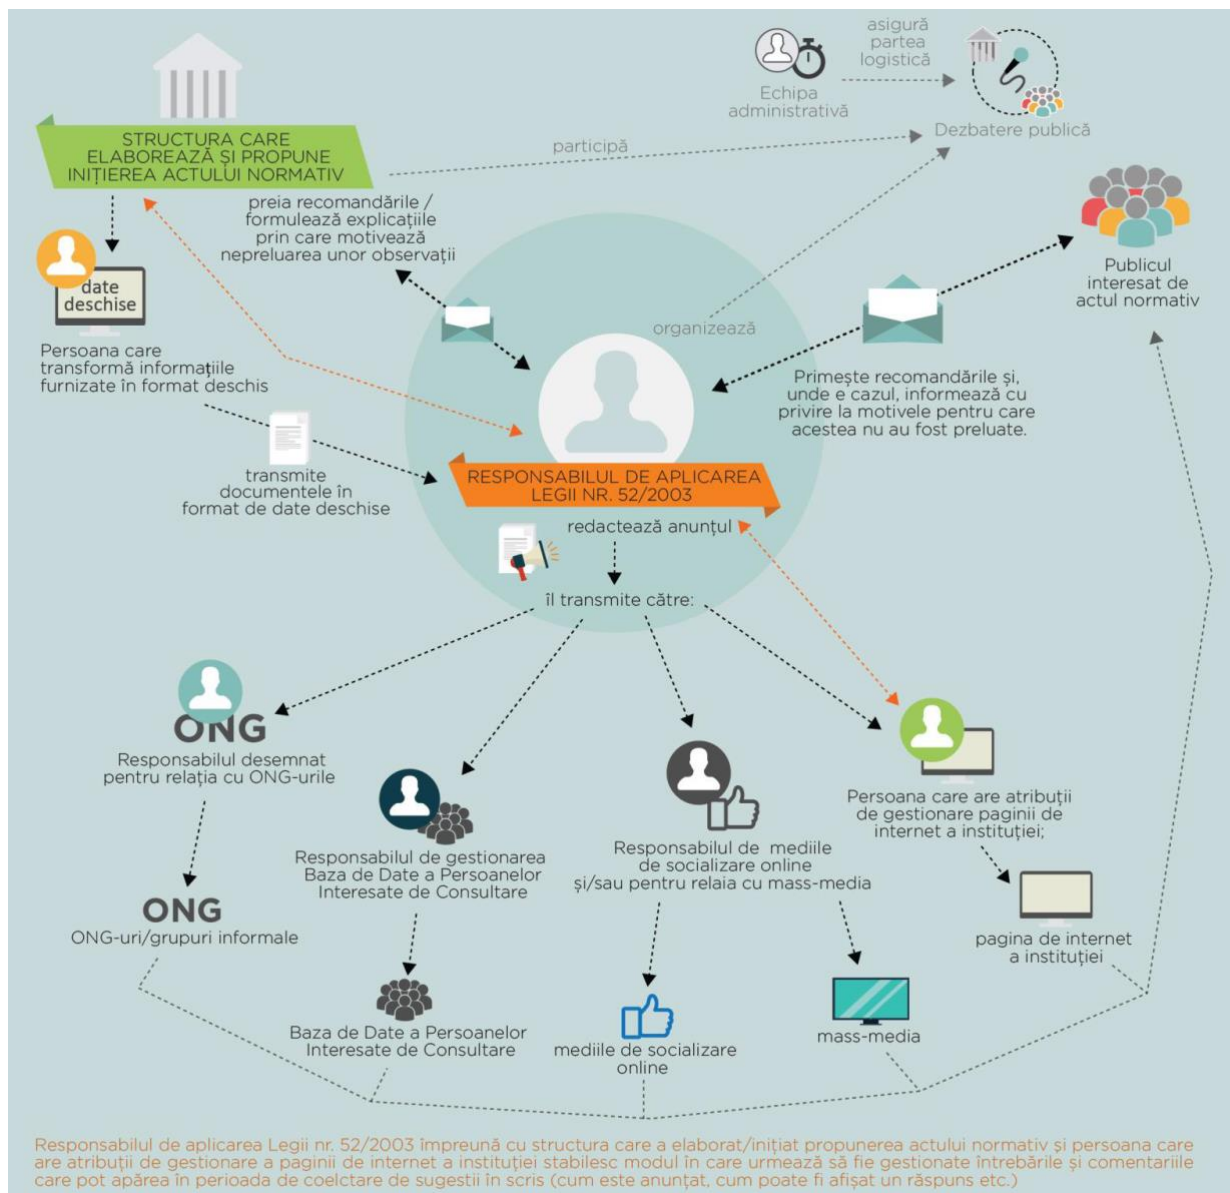 asigură
partea
logistică
Echipa
administrativă
Dezbatere publică
STRUCTURA CARE
ELABOREAZĂ ȘI PROPUNE
INIȚIEREA ACTULUI NORMATIV
participă
preia recomandările /
formulează explicațiile
prin care motivează
nepreluarea unor observații
Publicul
interesat de
actul normativ
date
deschise
organizează
Persoana care
transformă informațiile
furnizate în format deschis
Primește recomandările și,
unde e cazul, informează cu
privire la motivele pentru care
acestea nu au fost preluate.
transmite
documentele în
format de date deschise
RESPONSABILUL DE APLICAREA
LEGII NR. 52/2003
redactează anunțul
îl transmite către:
ONG
Responsabilul desemnat
pentru relația cu ONG-urile
Responsabilul de gestionarea
Baza de Date a Persoanelor
Interesate de Consultare
Responsabilul de mediile
de socializare online
și/sau pentru relaia cu mass-media
Persoana care are atribuții
de gestionare paginii de
internet a instituției;
ONG
ONG-uri/grupuri informale
pagina de internet
a instituției
Baza de Date a Persoanelor
Interesate de Consultare
mediile de socializare
online
mass-media
Responsabilul de aplicarea Legii nr. 52/2003 împreună cu structura care a elaborat/inițiat propunerea actului normativ și persoana care
are atribuții de gestionare a paginii de internet a instituției stabilesc modul în care urmează să fie gestionate întrebările și comentariile
care pot apărea în perioada de coelctare de sugestii în scris (cum este anunțat, cum poate fi afișat un răspuns etc.)